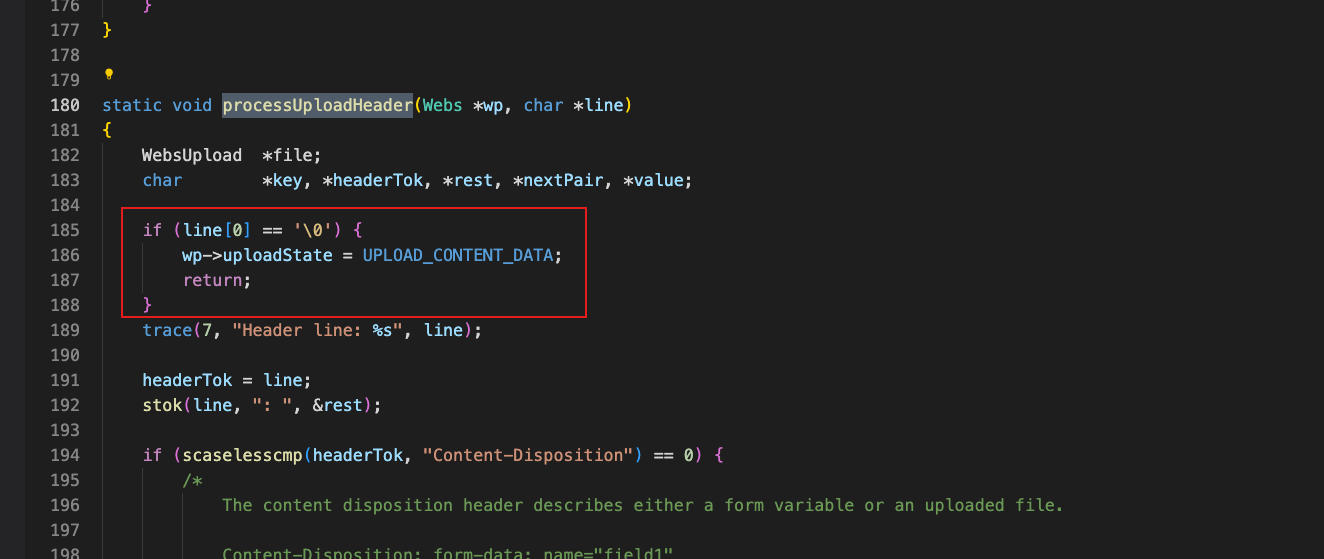 176 }
177 }
178
179
180 static void processUploadHeader(Webs *wp, char *line)
181 {
182 WebsUpload *file;
183 char *key, *headerTok, *rest, *nextPair, *value;
184
185 if (line[0] == '\0') {
186 wp->uploadState = UPLOAD_CONTENT_DATA;
187 return;
188 }
189 trace(7, "Header line: %s", line);
190
191 headerTok = line;
192 stok(line, ": ", &rest);
193
194 if (scaselesscmp(headerTok, "Content-Disposition") == 0) {
195 /*
196 The content disposition header describes either a form variable or an uploaded file.
197
198 Content-Disposition: form-data; name="field1"